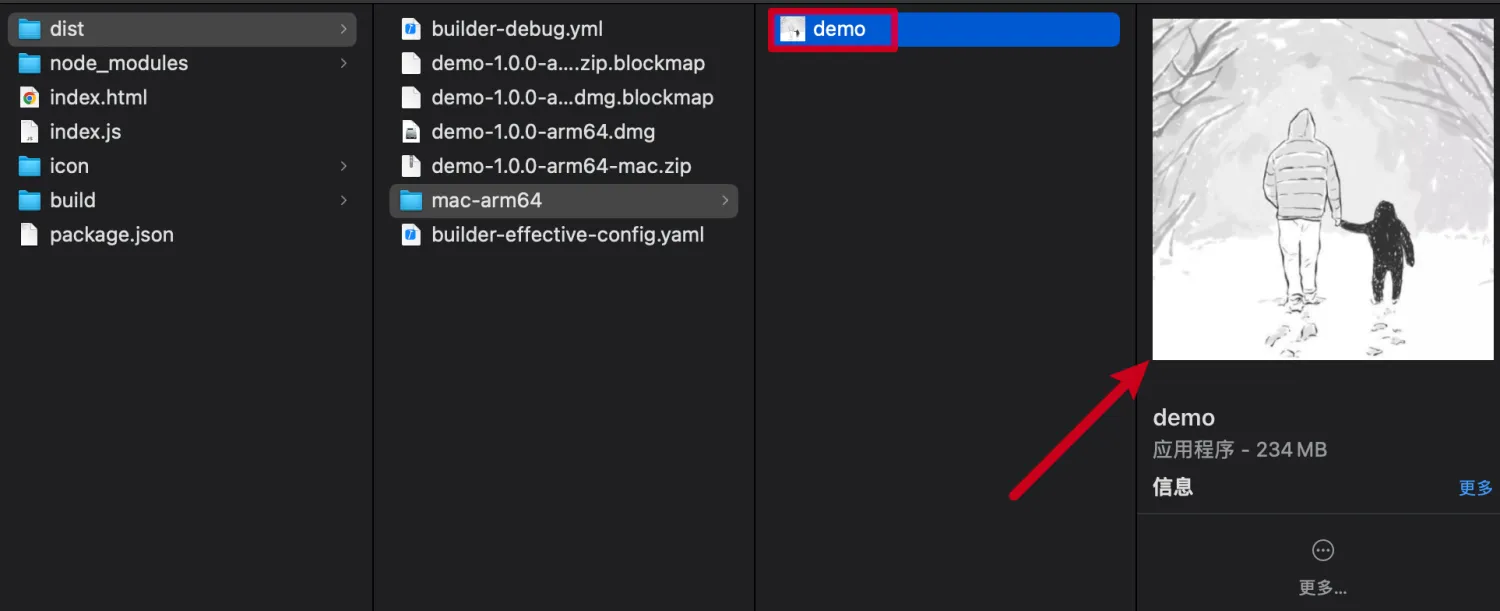 dist
node_modules
index.html
index.js
icon
build
package.json
builder-debug.yml
demo-1.0.0-a....zip.blockmap
demo-1.0.0-a...dmg.blockmap
demo-1.0.0-arm64.dmg
demo-1.0.0-arm64-mac.zip
mac-arm64
builder-effective-config.yaml
demo
demo
应用程序 - 234 MB
信息 更多
更多...